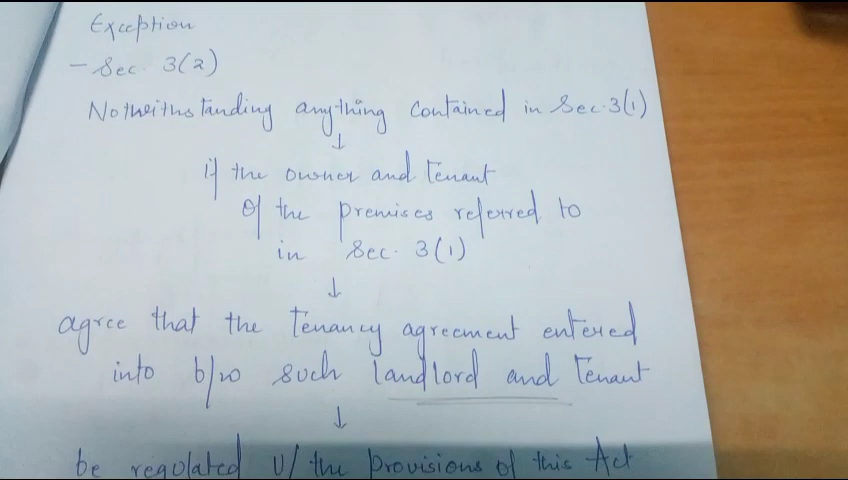 Exception
- Sec. 3(2)
Notwithstanding anything contained in Sec. 3(1)
↓
if the owner and tenant
of the premises referred to
in Sec. 3(1)
↓
agree that the tenancy agreement entered
into b/w such landlord and tenant
↓
be regulated u/ the provisions of this Act